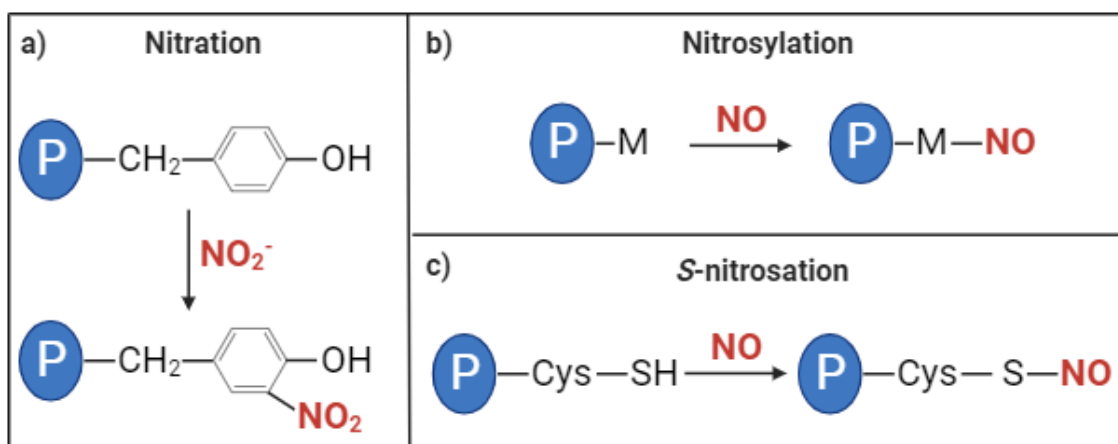 a) Nitration
P—CH₂ OH
NO₂⁻
P—CH₂ OH
NO₂
b) Nitrosylation
P–M NO P–M–NO
c) S-nitrosation
P–Cys–SH NO P–Cys–S–NO